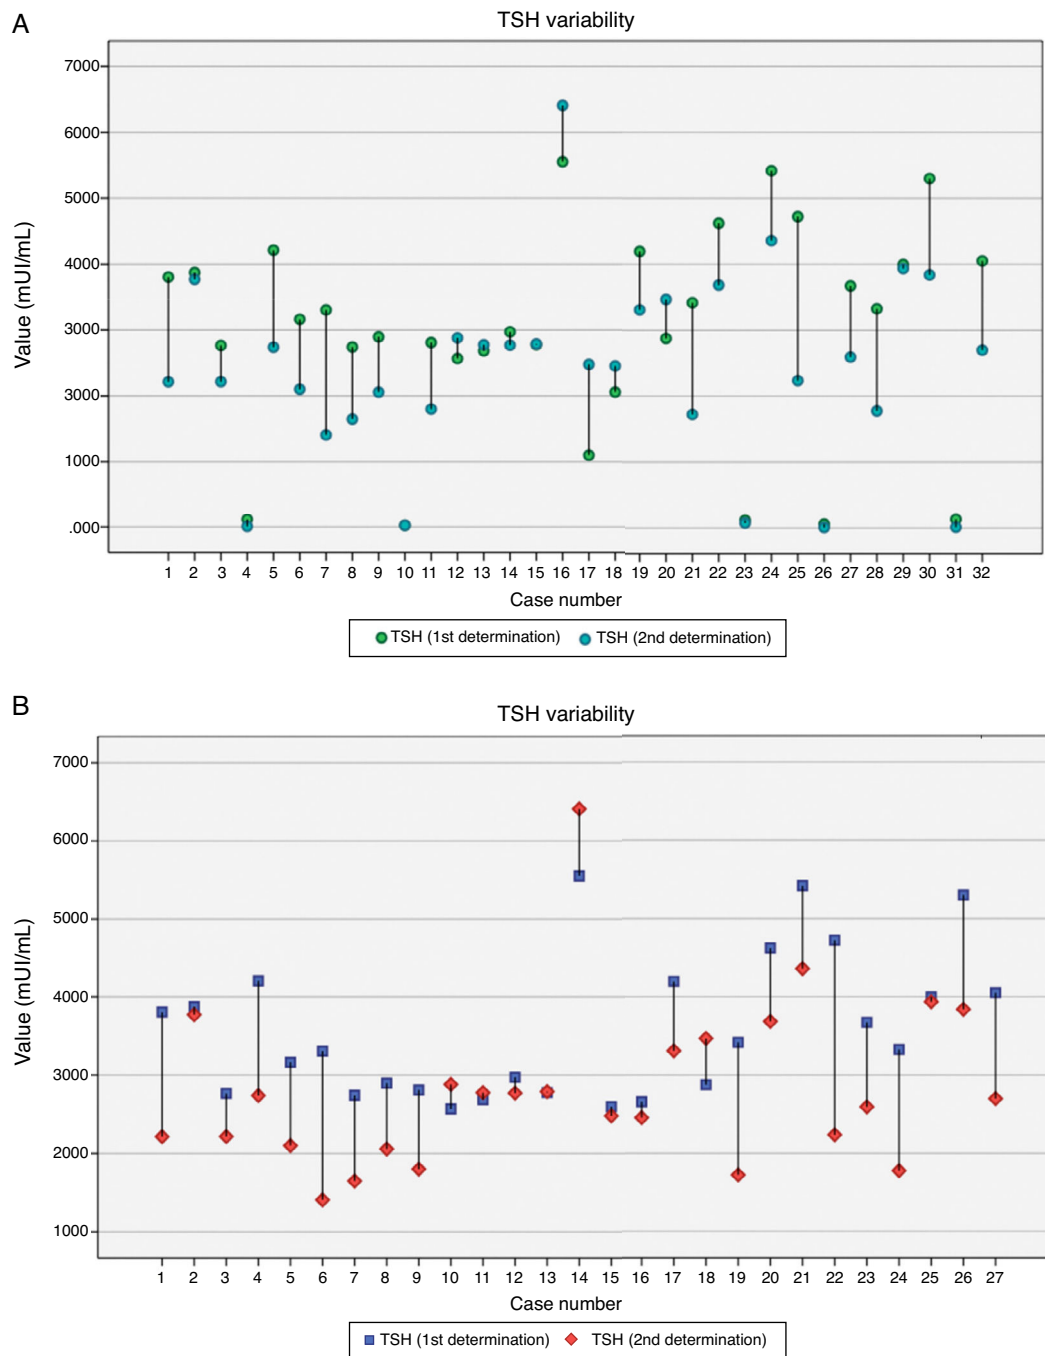 A
TSH variability
Value (mUI/mL)
7000
6000
5000
4000
3000
3000
1000
.000
1 2 3 4 5 6 7 8 9 10 11 12 13 14 15 16 17 18 19 20 21 22 23 24 25 26 27 28 29 30 31 32
Case number
TSH (1st determination) TSH (2nd determination)
B
TSH variability
Value (mUI/mL)
7000
6000
5000
4000
3000
2000
1000
1 2 3 4 5 6 7 8 9 10 11 12 13 14 15 16 17 18 19 20 21 22 23 24 25 26 27
Case number
TSH (1st determination) TSH (2nd determination)